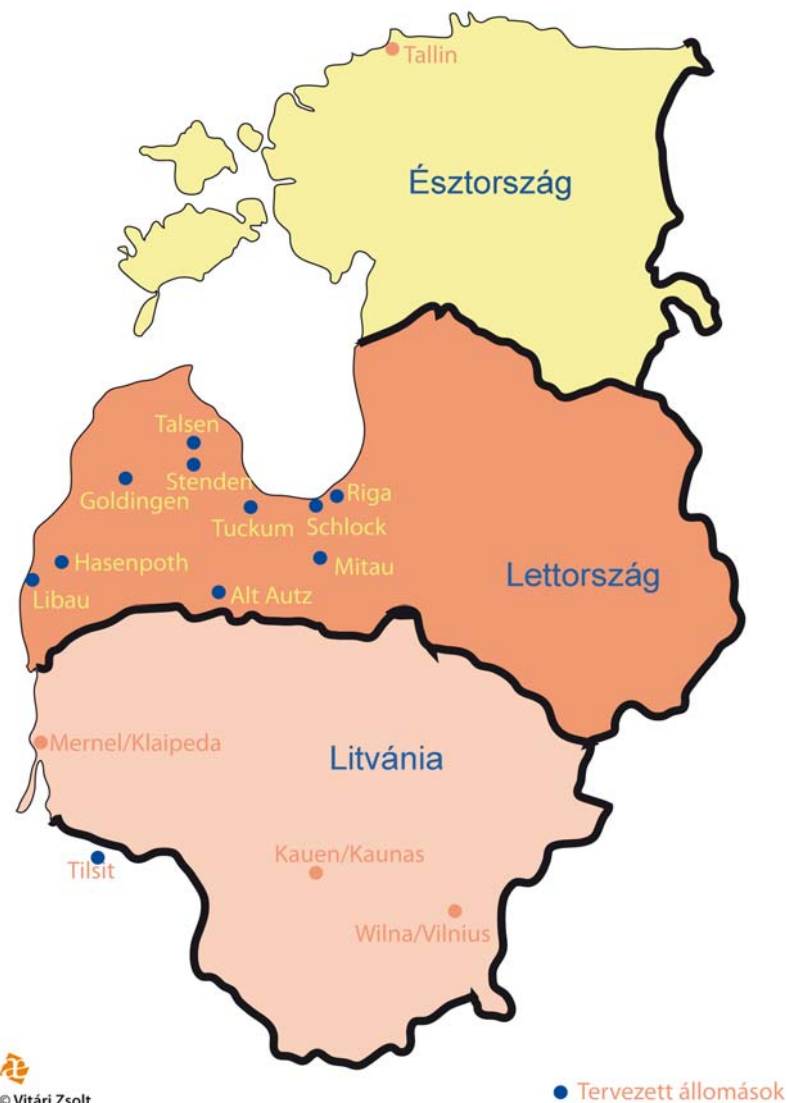 Tallin
Észtország
Talsen
Stenden
Goldingen
Riga
Tuckum
Schlock
Hasenpoth
Mitau
Lettország
Libau
Alt Autz
Mernel/Klaipeda
Litvánia
Tilsit
Kauen/Kaunas
Wilna/Vilnius
© Vitári Zsolt
Tervezett állomások